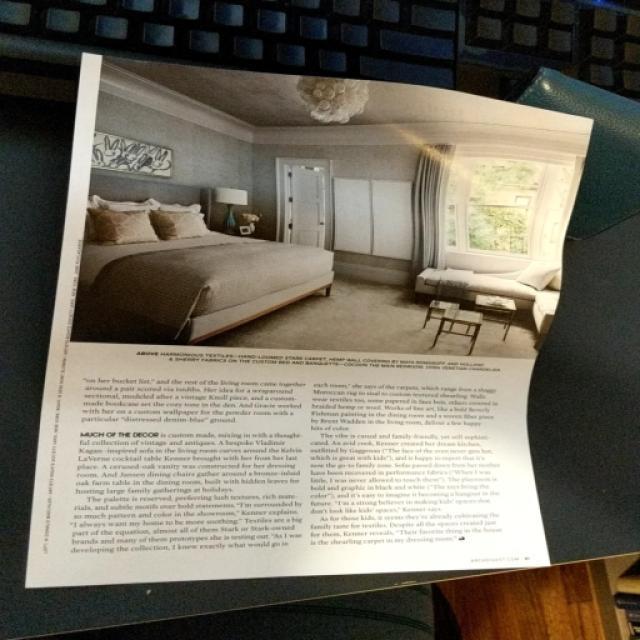 ABOVE HARMONIOUS TEXTILES—HAND-LOOMED STARK CARPET, HEMP WALL COVERING BY MAYA ROMANOFF, AND HOLLAND
& SHERRY FABRICS ON THE CUSTOM BED AND BANQUETTE—COCOON THE MAIN BEDROOM.
"on her bucket list," and the rest of the living room came together
around a pair scored via toddla. Her idea for a wraparound
sectional, modeled after a vintage Knoll piece, and a custom-
made bookcase set the cozy tone in the den. And Gracie worked
with her on a custom wallpaper for the powder room with a
particular "distressed denim-blue" ground.
MUCH OF THE DECOR is custom made, mixing in with a thought-
ful collection of vintage and antiques. A bespoke Vladimir
Kagan–inspired sofa in the living room curves around the Kelvin
LaVerne cocktail table Kenner brought with her from her last
place. A cerused-oak vanity was constructed for her dressing
room. And Jansen dining chairs gather around a bronze-inlaid
oak farm table in the dining room, built with hidden leaves for
hosting large family gatherings at holidays.
The palette is reserved, preferring lush textures, rich mate-
rials, and subtle motifs over bold statements. "I'm surrounded by
so much pattern and color in the showroom," Kenner explains.
"I always want my home to be more soothing." Textiles are a big
part of the equation, almost all of them Stark or Stark-owned
brands and many of them prototypes she is testing out. "As I was
developing the collection, I knew exactly what would go in
each room," she says of the carpets, which range from a shaggy
Moroccan rug to sisal to custom-textured shearling. Walls
wear textiles too, some papered in faux bois, others covered in
braided hemp or wool. Works of fine art, like a bold Beverly
Fishman painting in the dining room and a woven fiber piece
by Brent Wadden in the living room, deliver a few happy
hits of color.
The vibe is casual and family-friendly, yet still sophisti-
cated. An avid cook, Kenner created her dream kitchen,
outfitted by Gaggenau ("The face of the oven never gets hot,
which is great with kids"), and is happy to report that it's
now the go-to family zone. Sofas passed down from her mother
have been recovered in performance fabrics ("When I was
little, I was never allowed to touch them"). The playroom is
bold and graphic in black and white ("The toys bring the
color"), and it's easy to imagine it becoming a hangout in the
future. "I'm a strong believer in making kids' spaces that
don't look like kids' spaces," Kenner says.
As for those kids, it seems they're already cultivating the
family taste for textiles. Despite all the spaces created just
for them, Kenner reveals, "Their favorite thing in the house
is the shearling carpet in my dressing room."
ARCHDIGEST.COM